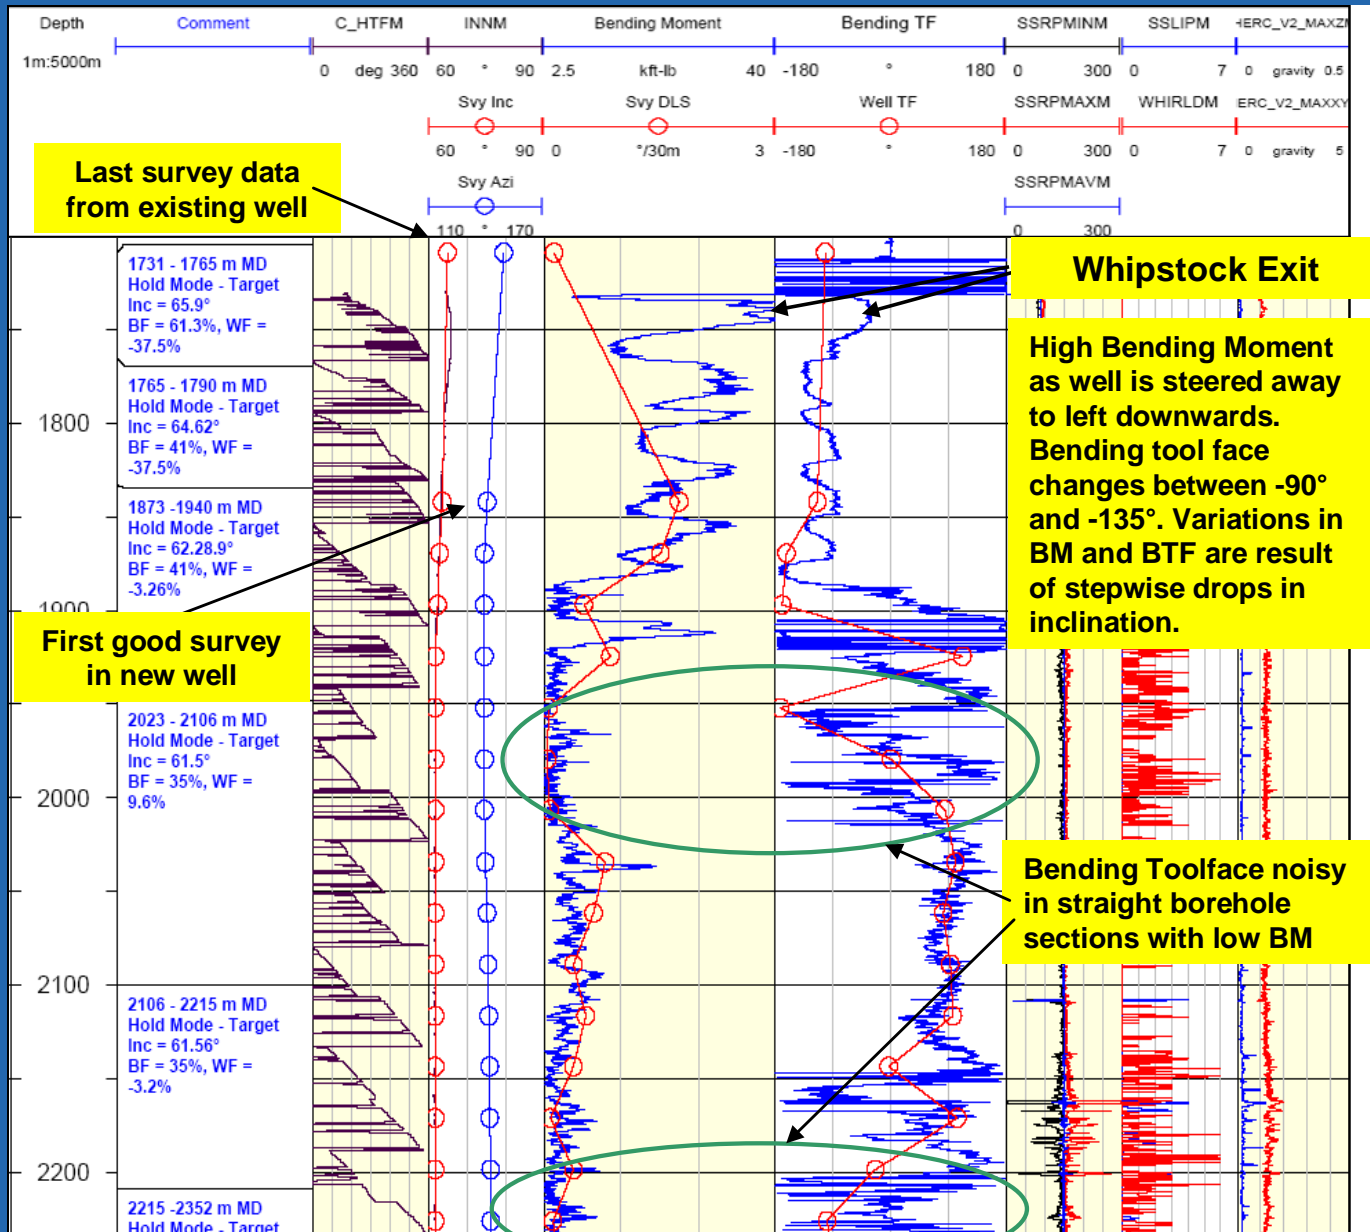 Depth
Comment
C_HTFM
INNM
Bending Moment
Bending TF
SSRPMINM
SSLIPM
HERC_V2_MAXZM
1m:5000m
0 deg 360
60 ° 90
2.5 kft-lb 40
-180 ° 180
0 300
0 7
0 gravity 0.5
Svy Inc
Svy DLS
Well TF
SSRPMAXM
WHIRLDM
ERC_V2_MAXXY
60 ° 90
0 °/30m 3
-180 ° 180
0 300
0 7
0 gravity 5
Svy Azi
SSRPMAVM
110 ° 170
0 300
Last survey data
from existing well
Whipstock Exit
1731 - 1765 m MD
Hold Mode - Target
Inc = 65.9°
BF = 61.3%, WF =
-37.5%
High Bending Moment
as well is steered away
to left downwards.
Bending tool face
changes between -90°
and -135°. Variations in
BM and BTF are result
of stepwise drops in
inclination.
1765 - 1790 m MD
Hold Mode - Target
Inc = 64.62°
BF = 41%, WF =
-37.5%
1800
1873 -1940 m MD
Hold Mode - Target
Inc = 62.28.9°
BF = 41%, WF =
-3.26%
1900
First good survey
in new well
2023 - 2106 m MD
Hold Mode - Target
Inc = 61.5°
BF = 35%, WF =
9.6%
2000
Bending Toolface noisy
in straight borehole
sections with low BM
2100
2106 - 2215 m MD
Hold Mode - Target
Inc = 61.56°
BF = 35%, WF =
-3.2%
2200
2215 -2352 m MD
Hold Mode - Target